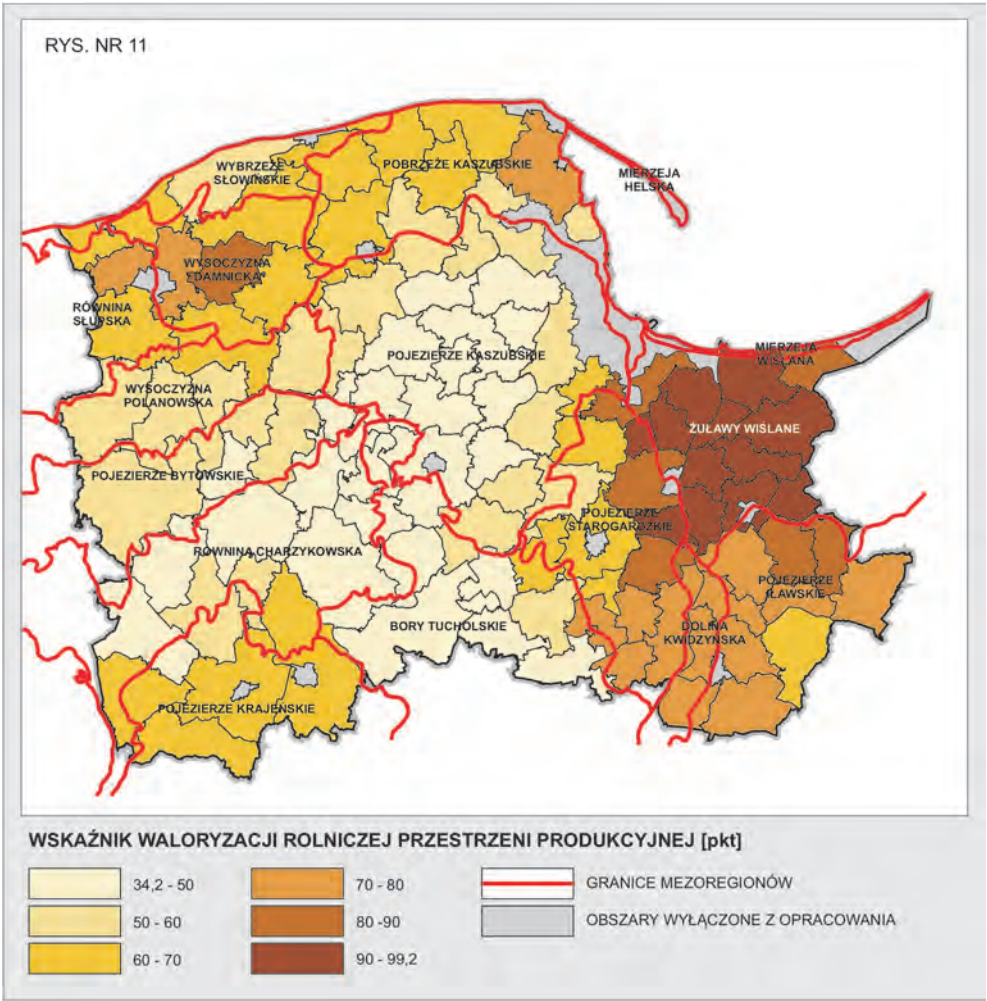 RYS. NR 11
WYBRZEŻE
SŁOWIŃSKIE
POBRZEŻE KASZUBSKIE
MIERZEJA
HELSKA
WYSOCZYZNA
DAMNICKA
RÓWNINA
SŁUPSKA
MIERZEJA
WIŚLANA
POJEZIERZE KASZUBSKIE
WYSOCZYZNA
POLANOWSKA
ŻUŁAWY WIŚLANE
POJEZIERZE BYTOWSKIE
POJEZIERZE
STAROGARDZKIE
RÓWNINA CHARZYKOWSKA
POJEZIERZE
IŁAWSKIE
BORY TUCHOLSKIE
DOLINA
KWIDZYŃSKA
POJEZIERZE KRAJEŃSKIE
WSKAŹNIK WALORYZACJI ROLNICZEJ PRZESTRZENI PRODUKCYJNEJ [pkt]
34,2 - 50
70 - 80
GRANICE MEZOREGIONÓW
50 - 60
80 -90
OBSZARY WYŁĄCZONE Z OPRACOWANIA
60 - 70
90 - 99,2